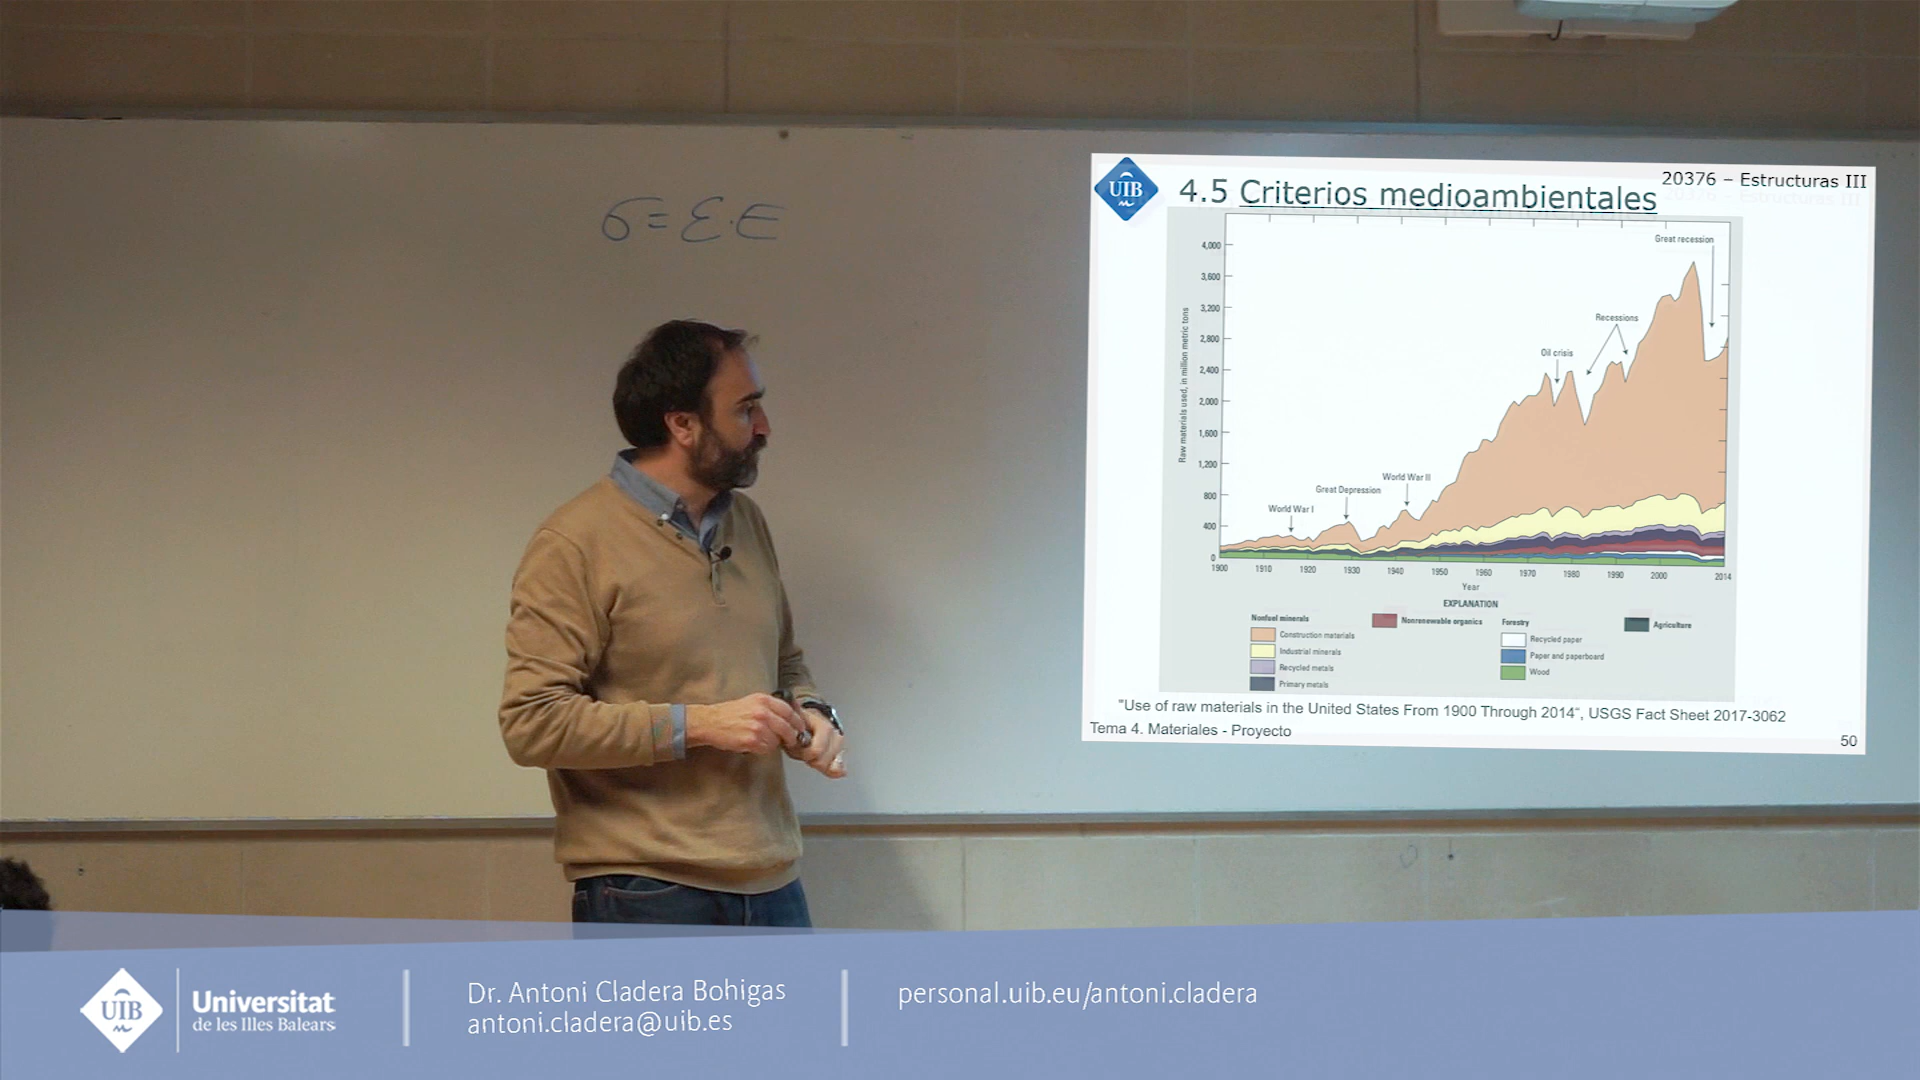 σ = ε · E
UIB
4.5 Criterios medioambientales
20376 – Estructuras III
Raw materials used, in million metric tons
4,000
3,600
3,200
2,800
2,400
2,000
1,600
1,200
800
400
0
Great recession
Recessions
Oil crisis
World War II
Great Depression
World War I
1900 1910 1920 1930 1940 1950 1960 1970 1980 1990 2000 2014
Year
EXPLANATION
Nonfuel minerals
Construction materials
Industrial minerals
Recycled metals
Primary metals
Nonrenewable organics
Forestry
Recycled paper
Paper and paperboard
Wood
Agriculture
"Use of raw materials in the United States From 1900 Through 2014“, USGS Fact Sheet 2017-3062
Tema 4. Materiales - Proyecto
50
UIB
Universitat
de les Illes Balears
Dr. Antoni Cladera Bohigas
antoni.cladera@uib.es
personal.uib.eu/antoni.cladera